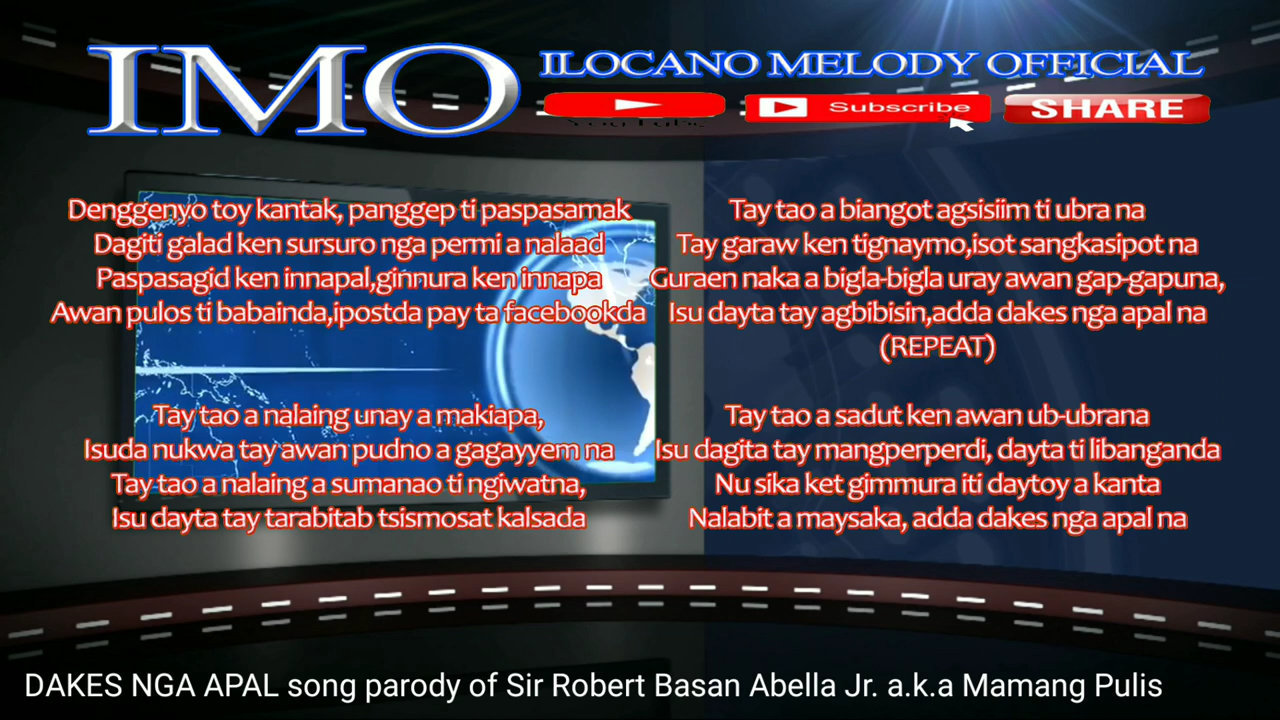 IMO
ILOCANO MELODY OFFICIAL
YouTube
Subscribe
SHARE
Denggenyo toy kantak, panggep ti paspasamak
Dagiti galad ken sursuro nga permi a nalaad
Paspasagid ken innapal,ginnura ken innapa
Awan pulos ti babainda,ipostda pay ta facebookda
Tay tao a nalaing unay a makiapa,
Isuda nukwa tay awan pudno a gagayyem na
Tay tao a nalaing a sumanao ti ngiwatna,
Isu dayta tay tarabitab tsismosat kalsada
Tay tao a biangot agsisiim ti ubra na
Tay garaw ken tignaymo,isot sangkasipot na
Guraen naka a bigla-bigla uray awan gap-gapuna,
Isu dayta tay agbibisin,adda dakes nga apal na
(REPEAT)
Tay tao a sadut ken awan ub-ubrana
Isu dagita tay mangperperdi, dayta ti libanganda
Nu sika ket gimmura iti daytoy a kanta
Nalabit a maysaka, adda dakes nga apal na
DAKES NGA APAL song parody of Sir Robert Basan Abella Jr. a.k.a Mamang Pulis